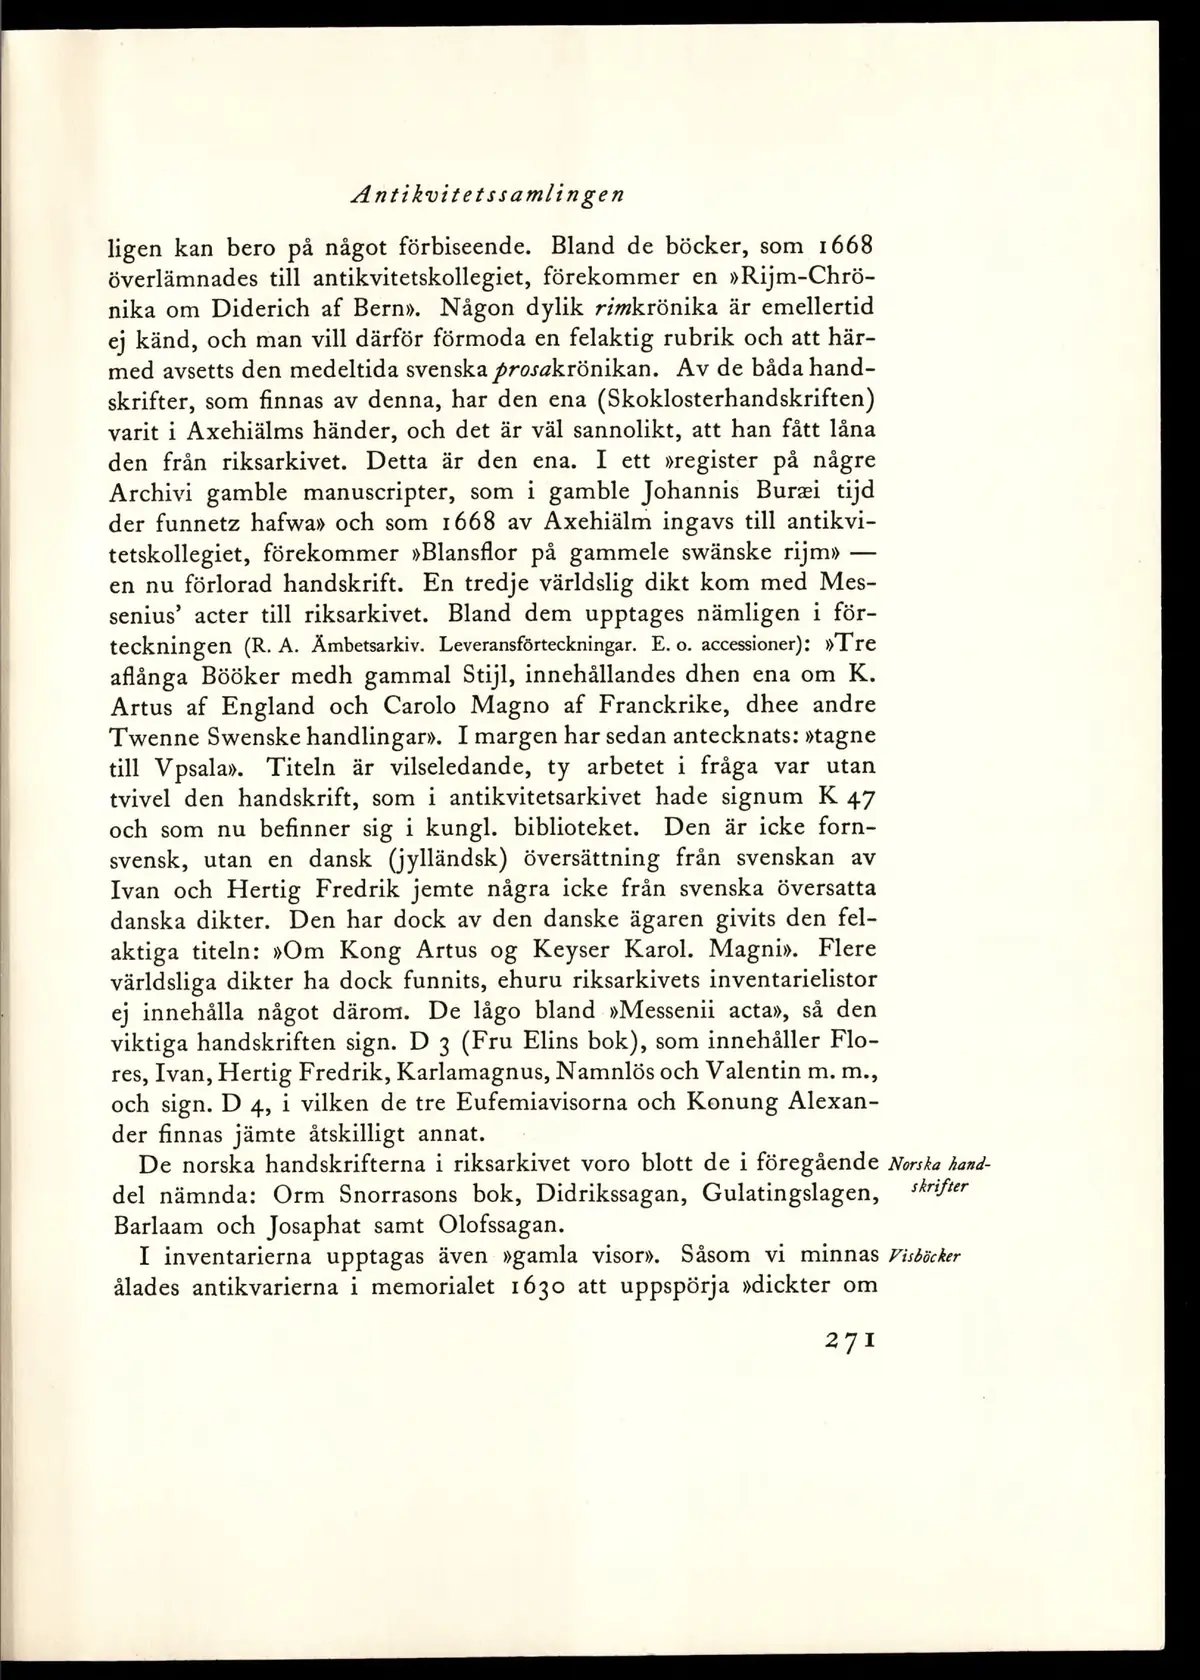 Antikvitetssamlingen
ligen kan bero på något förbiseende. Bland de böcker, som 1668
överlämnades till antikvitetskollegiet, förekommer en »Rijm-Chrö-
nika om Diderich af Bern». Någon dylik rimkrönika är emellertid
ej känd, och man vill därför förmoda en felaktig rubrik och att här-
med avsetts den medeltida svenska prosakrönikan. Av de båda hand-
skrifter, som finnas av denna, har den ena (Skoklosterhandskriften)
varit i Axehiälms händer, och det är väl sannolikt, att han fått låna
den från riksarkivet. Detta är den ena. I ett »register på någre
Archivi gamble manuscripter, som i gamble Johannis Buræi tijd
der funnetz hafwa» och som 1668 av Axehiälm ingavs till antikvi-
tetskollegiet, förekommer »Blansflor på gammele swänske rijm» —
en nu förlorad handskrift. En tredje världslig dikt kom med Mes-
senius’ acter till riksarkivet. Bland dem upptages nämligen i för-
teckningen (R. A. Ämbetsarkiv. Leveransförteckningar. E. o. accessioner): »Tre
aflånga Bööker medh gammal Stijl, innehållandes dhen ena om K.
Artus af England och Carolo Magno af Franckrike, dhee andre
Twenne Swenske handlingar». I margen har sedan antecknats: »tagne
till Vpsala». Titeln är vilseledande, ty arbetet i fråga var utan
tvivel den handskrift, som i antikvitetsarkivet hade signum K 47
och som nu befinner sig i kungl. biblioteket. Den är icke forn-
svensk, utan en dansk (jylländsk) översättning från svenskan av
Ivan och Hertig Fredrik jemte några icke från svenska översatta
danska dikter. Den har dock av den danske ägaren givits den fel-
aktiga titeln: »Om Kong Artus og Keyser Karol. Magni». Flere
världsliga dikter ha dock funnits, ehuru riksarkivets inventarielistor
ej innehålla något därom. De lågo bland »Messenii acta», så den
viktiga handskriften sign. D 3 (Fru Elins bok), som innehåller Flo-
res, Ivan, Hertig Fredrik, Karlamagnus, Namnlös och Valentin m. m.,
och sign. D 4, i vilken de tre Eufemiavisorna och Konung Alexan-
der finnas jämte åtskilligt annat.
De norska handskrifterna i riksarkivet voro blott de i föregående Norska hand-
del nämnda: Orm Snorrasons bok, Didrikssagan, Gulatingslagen, skrifter
Barlaam och Josaphat samt Olofssagan.
I inventarierna upptagas även »gamla visor». Såsom vi minnas Visböcker
ålades antikvarierna i memorialet 1630 att uppspörja »dickter om
271